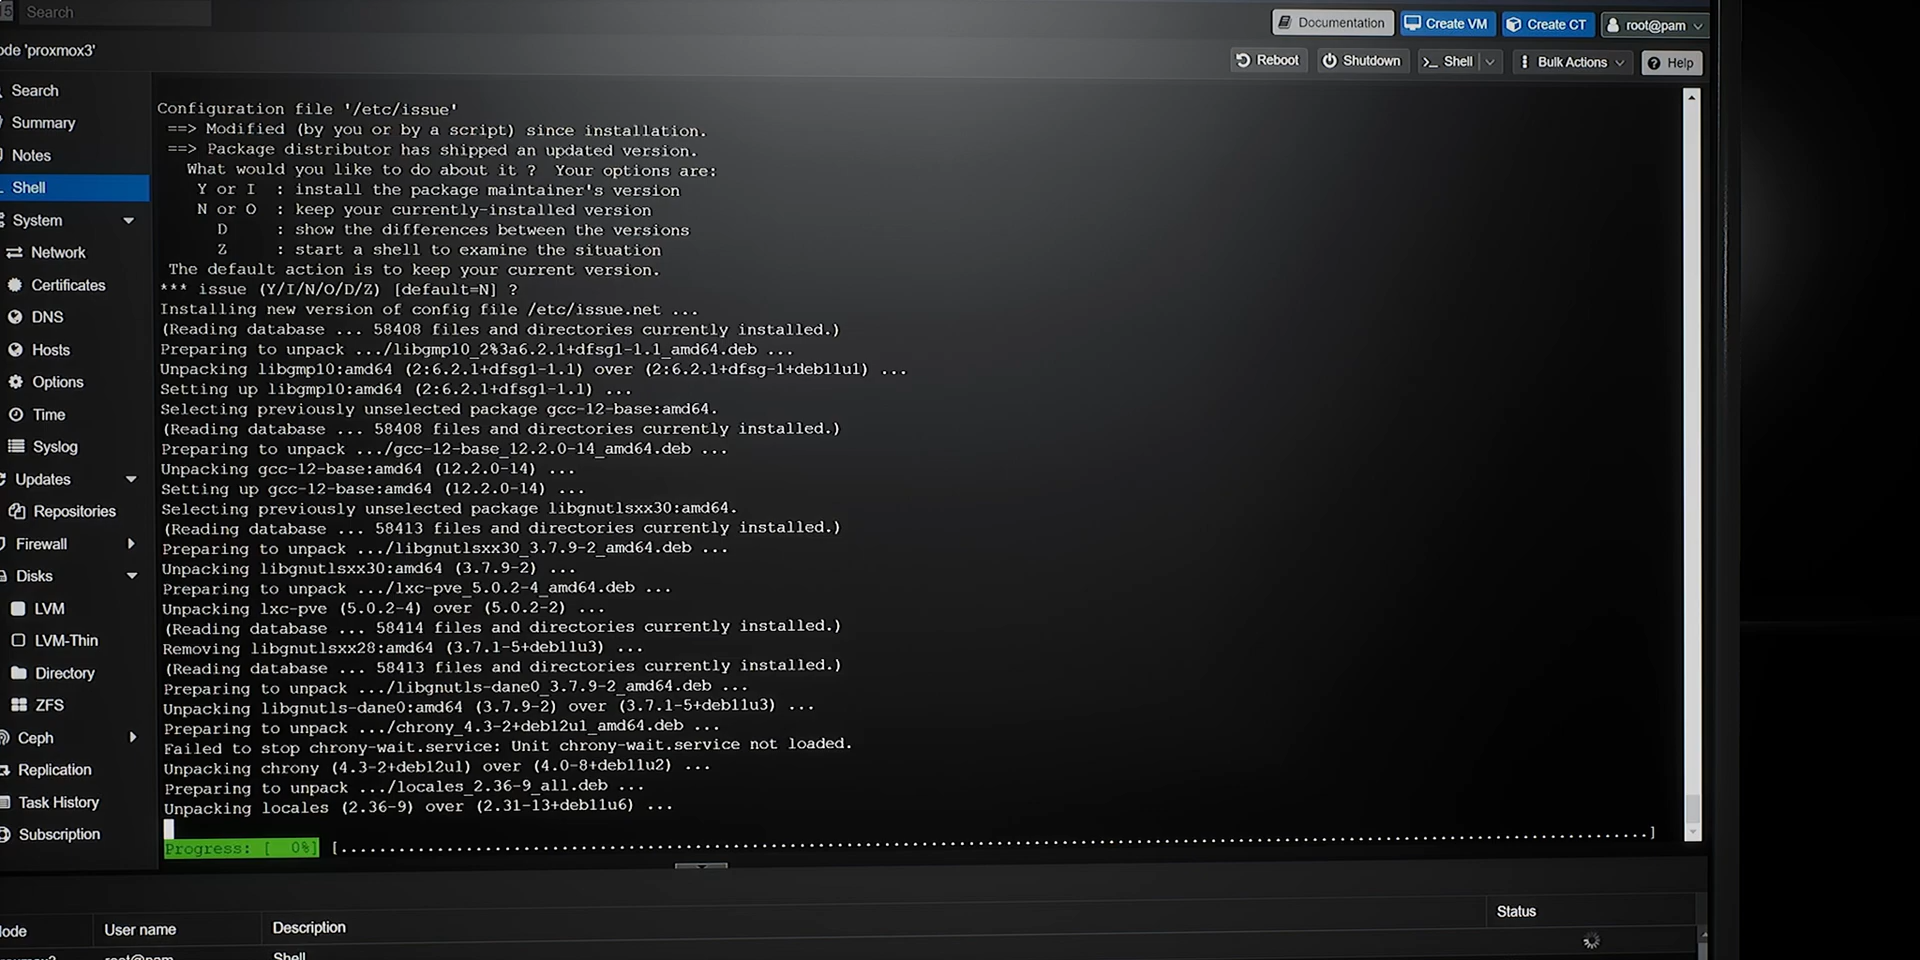 Search
Documentation
Create VM
Create CT
root@pam
ode 'proxmox3'
Reboot
Shutdown
Shell
Bulk Actions
Help
Search
Summary
Notes
Shell
System
Network
Certificates
DNS
Hosts
Options
Time
Syslog
Updates
Repositories
Firewall
Disks
LVM
LVM-Thin
Directory
ZFS
Ceph
Replication
Task History
Subscription
Configuration file '/etc/issue'
==> Modified (by you or by a script) since installation.
==> Package distributor has shipped an updated version.
What would you like to do about it ?  Your options are:
Y or I  : install the package maintainer's version
N or O  : keep your currently-installed version
D     : show the differences between the versions
Z     : start a shell to examine the situation
The default action is to keep your current version.
*** issue (Y/I/N/O/D/Z) [default=N] ?
Installing new version of config file /etc/issue.net ...
(Reading database ... 58408 files and directories currently installed.)
Preparing to unpack .../libgmp10_2%3a6.2.1+dfsg1-1.1_amd64.deb ...
Unpacking libgmp10:amd64 (2:6.2.1+dfsg1-1.1) over (2:6.2.1+dfsg-1+deb11u1) ...
Setting up libgmp10:amd64 (2:6.2.1+dfsg1-1.1) ...
Selecting previously unselected package gcc-12-base:amd64.
(Reading database ... 58408 files and directories currently installed.)
Preparing to unpack .../gcc-12-base_12.2.0-14_amd64.deb ...
Unpacking gcc-12-base:amd64 (12.2.0-14) ...
Setting up gcc-12-base:amd64 (12.2.0-14) ...
Selecting previously unselected package libgnutlsxx30:amd64.
(Reading database ... 58413 files and directories currently installed.)
Preparing to unpack .../libgnutlsxx30_3.7.9-2_amd64.deb ...
Unpacking libgnutlsxx30:amd64 (3.7.9-2) ...
Preparing to unpack .../lxc-pve_5.0.2-4_amd64.deb ...
Unpacking lxc-pve (5.0.2-4) over (5.0.2-2) ...
(Reading database ... 58414 files and directories currently installed.)
Removing libgnutlsxx28:amd64 (3.7.1-5+deb11u3) ...
(Reading database ... 58413 files and directories currently installed.)
Preparing to unpack .../libgnutls-dane0_3.7.9-2_amd64.deb ...
Unpacking libgnutls-dane0:amd64 (3.7.9-2) over (3.7.1-5+deb11u3) ...
Preparing to unpack .../chrony_4.3-2+deb12u1_amd64.deb ...
Failed to stop chrony-wait.service: Unit chrony-wait.service not loaded.
Unpacking chrony (4.3-2+deb12u1) over (4.0-8+deb11u2) ...
Preparing to unpack .../locales_2.36-9_all.deb ...
Unpacking locales (2.36-9) over (2.31-13+deb11u6) ...
Progress: [  0%]
lode
User name
Description
Status
root@pam
Shell